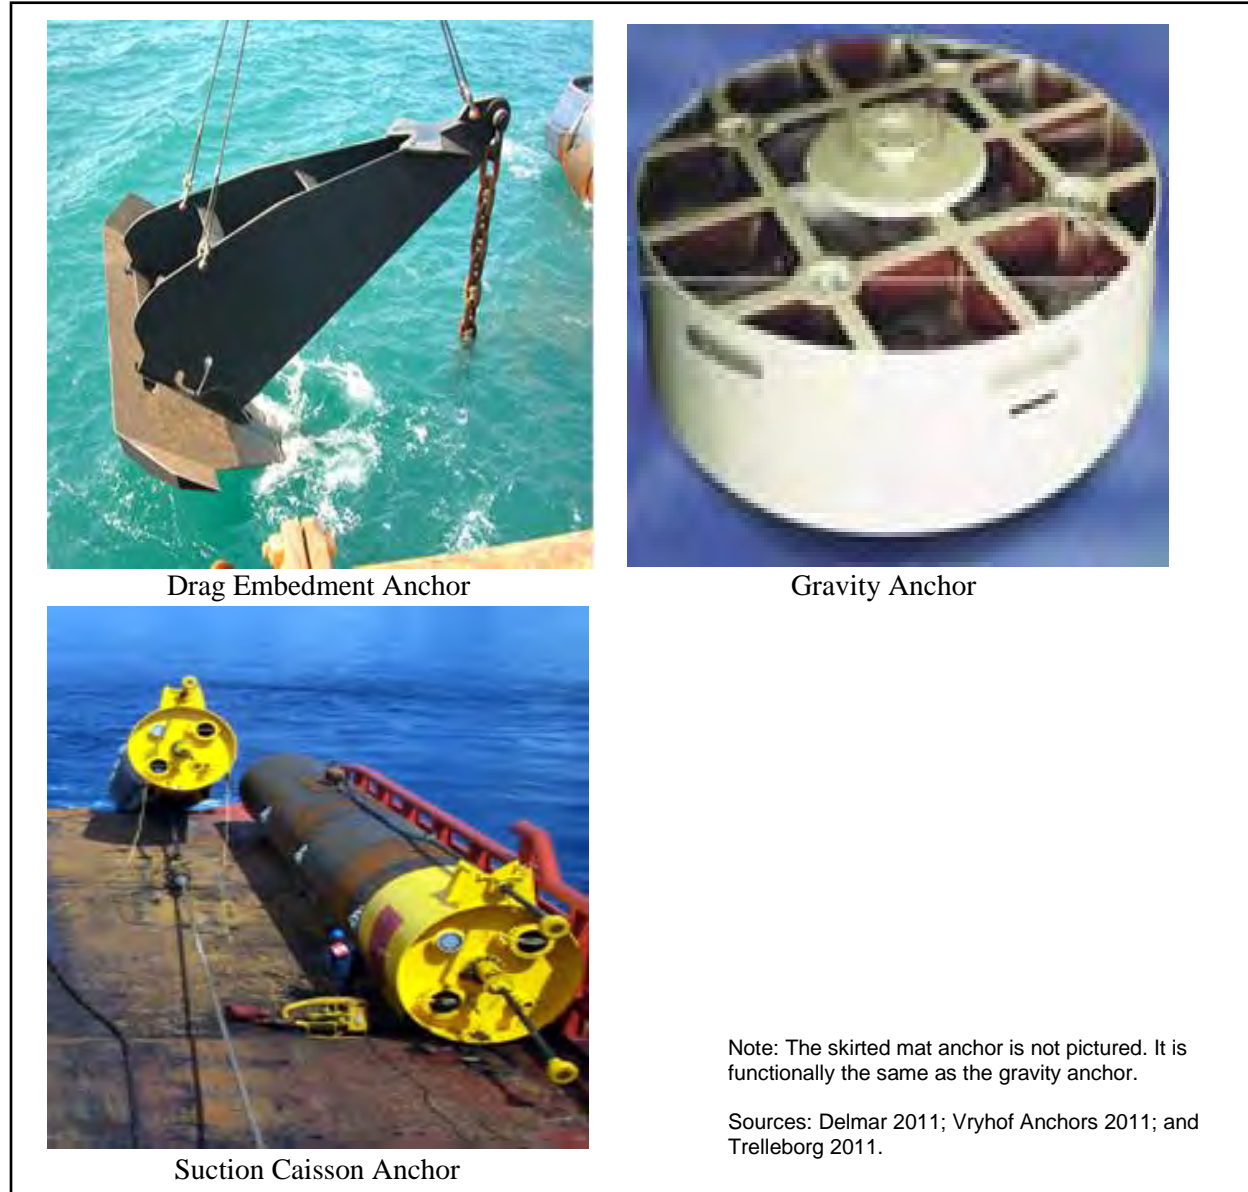 Drag Embedment Anchor
Gravity Anchor
Suction Caisson Anchor
Note: The skirted mat anchor is not pictured. It is
functionally the same as the gravity anchor.
Sources: Delmar 2011; Vryhof Anchors 2011; and
Trelleborg 2011.